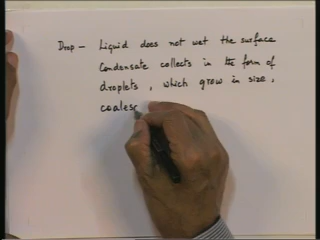 Drop - Liquid does not wet the surface
Condensate collects in the form of
droplets, which grow in size,
coalesc